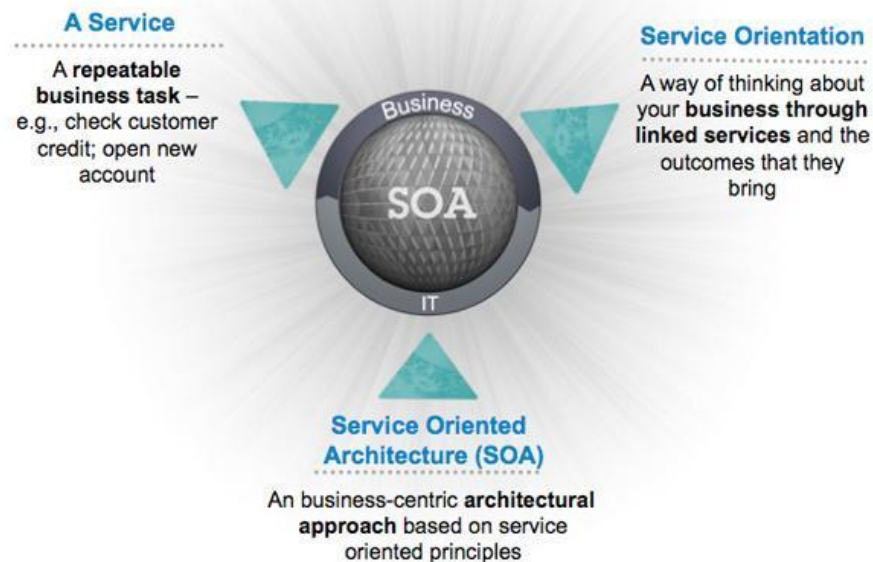 A Service
A repeatable
business task –
e.g., check customer
credit; open new
account
Service Orientation
A way of thinking about
your business through
linked services and the
outcomes that they
bring
Business
SOA
IT
Service Oriented
Architecture (SOA)
An business-centric architectural
approach based on service
oriented principles